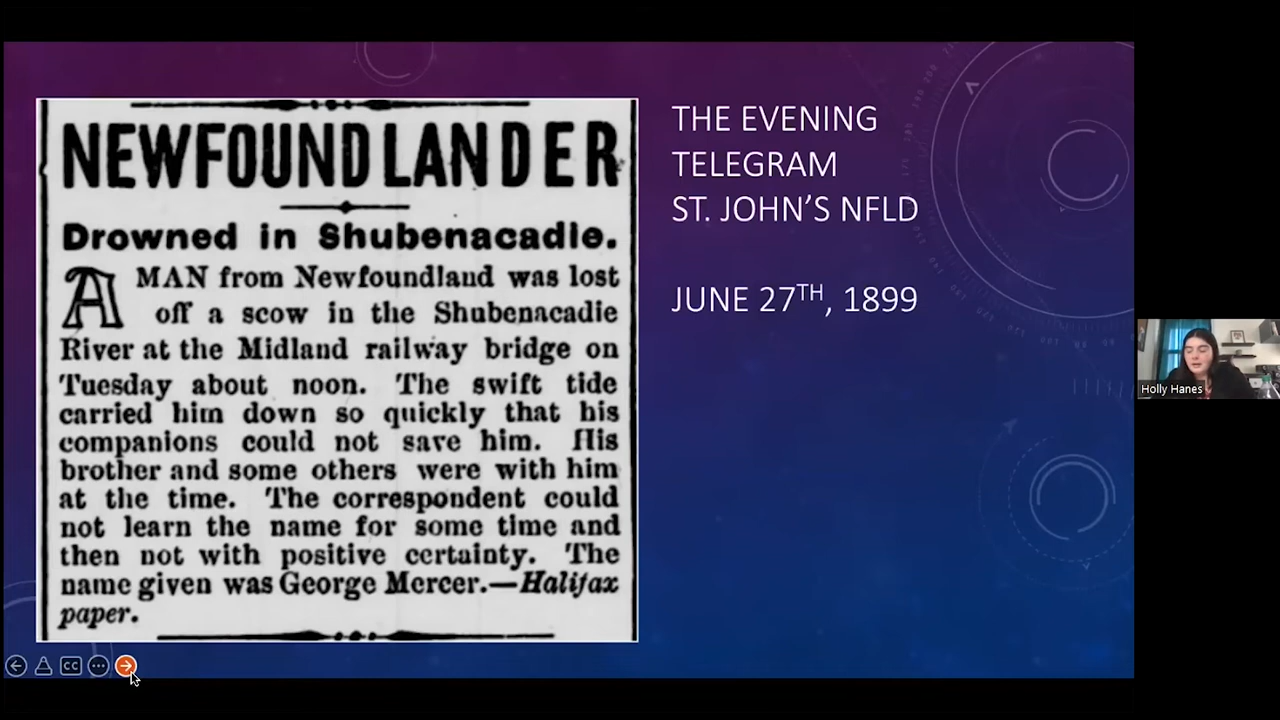 NEWFOUNDLANDER
Drowned in Shubenacadie.
A MAN from Newfoundland was lost
off a scow in the Shubenacadie
River at the Midland railway bridge on
Tuesday about noon. The swift tide
carried him down so quickly that his
companions could not save him. His
brother and some others were with him
at the time. The correspondent could
not learn the name for some time and
then not with positive certainty. The
name given was George Mercer.—Halifax
paper.
THE EVENING
TELEGRAM
ST. JOHN'S NFLD
JUNE 27TH, 1899
Holly Hanes
CC